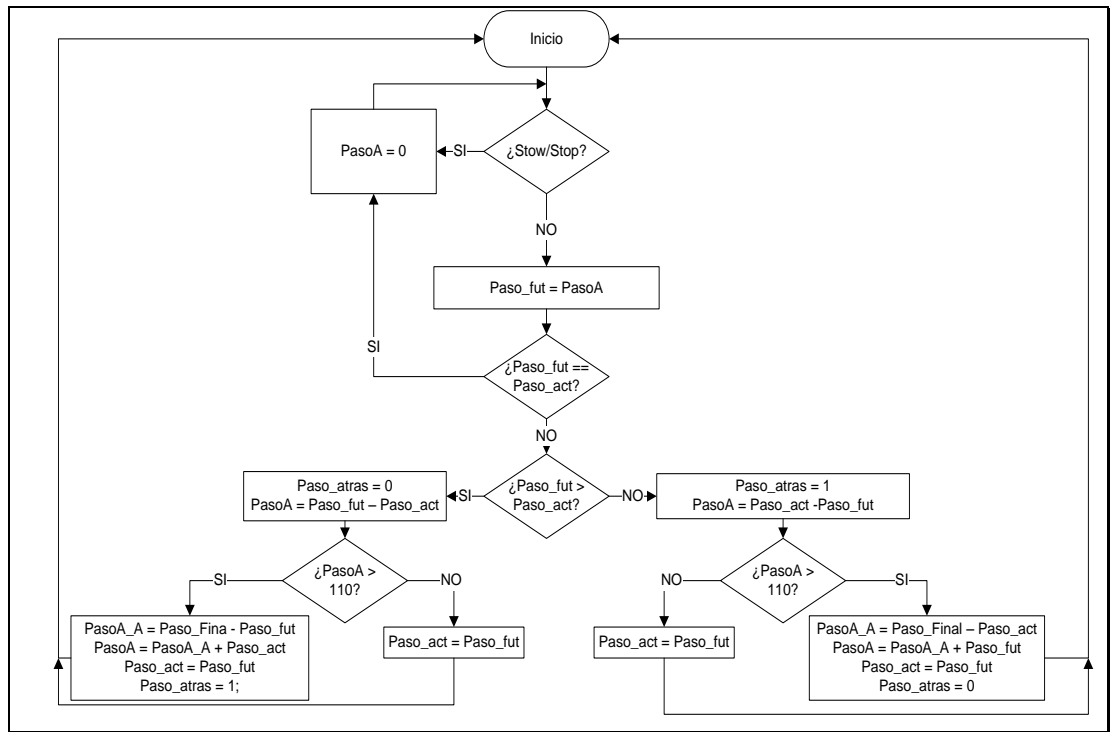 Inicio
PasoA = 0
SI
¿Stow/Stop?
NO
Paso_fut = PasoA
SI
¿Paso_fut ==
Paso_act?
NO
Paso_atras = 0
PasoA = Paso_fut – Paso_act
SI
¿Paso_fut >
Paso_act?
NO
Paso_atras = 1
PasoA = Paso_act -Paso_fut
SI
¿PasoA >
110?
NO
NO
¿PasoA >
110?
SI
PasoA_A = Paso_Fina - Paso_fut
PasoA = PasoA_A + Paso_act
Paso_act = Paso_fut
Paso_atras = 1;
Paso_act = Paso_fut
Paso_act = Paso_fut
PasoA_A = Paso_Final – Paso_act
PasoA = PasoA_A + Paso_fut
Paso_act = Paso_fut
Paso_atras = 0